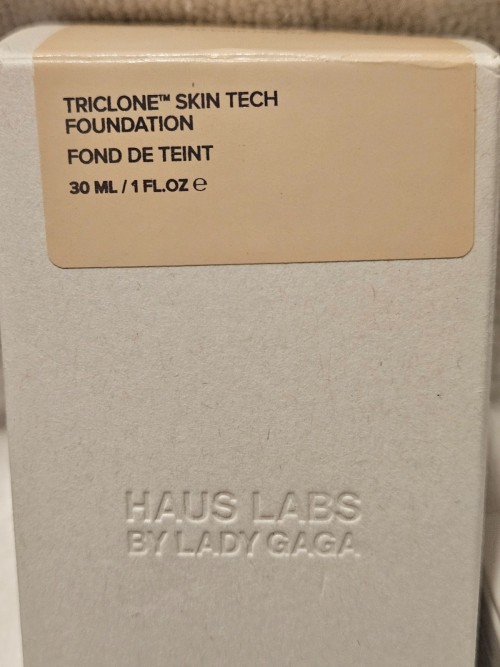 TRICLONE™ SKIN TECH
FOUNDATION
FOND DE TEINT
30 ML / 1 FL.OZ ℮
HAUS LABS
BY LADY GAGA